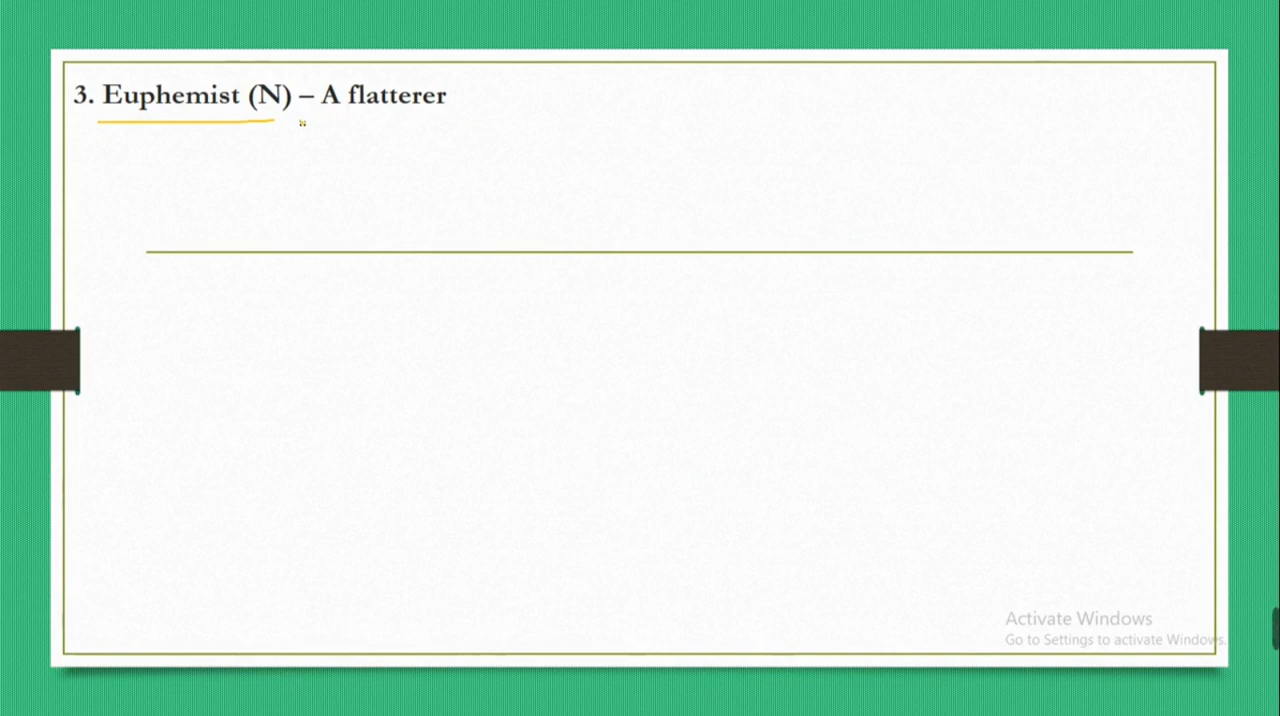 3. Euphemist (N) – A flatterer
Activate Windows
Go to Settings to activate Windows.